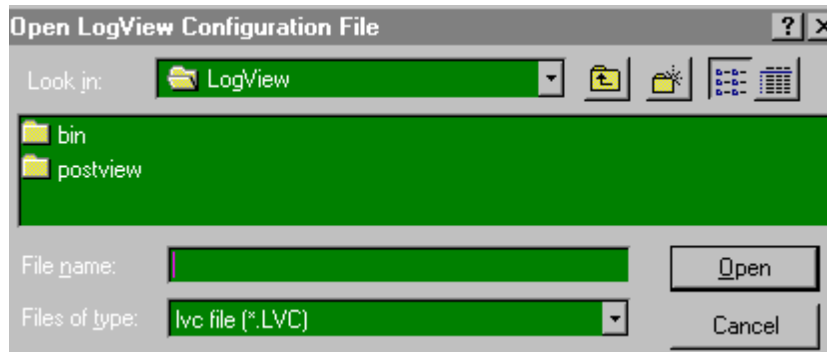 Open LogView Configuration File
Look in: LogView
bin
postview
File name: Open
Files of type: lvc file (*.LVC) Cancel